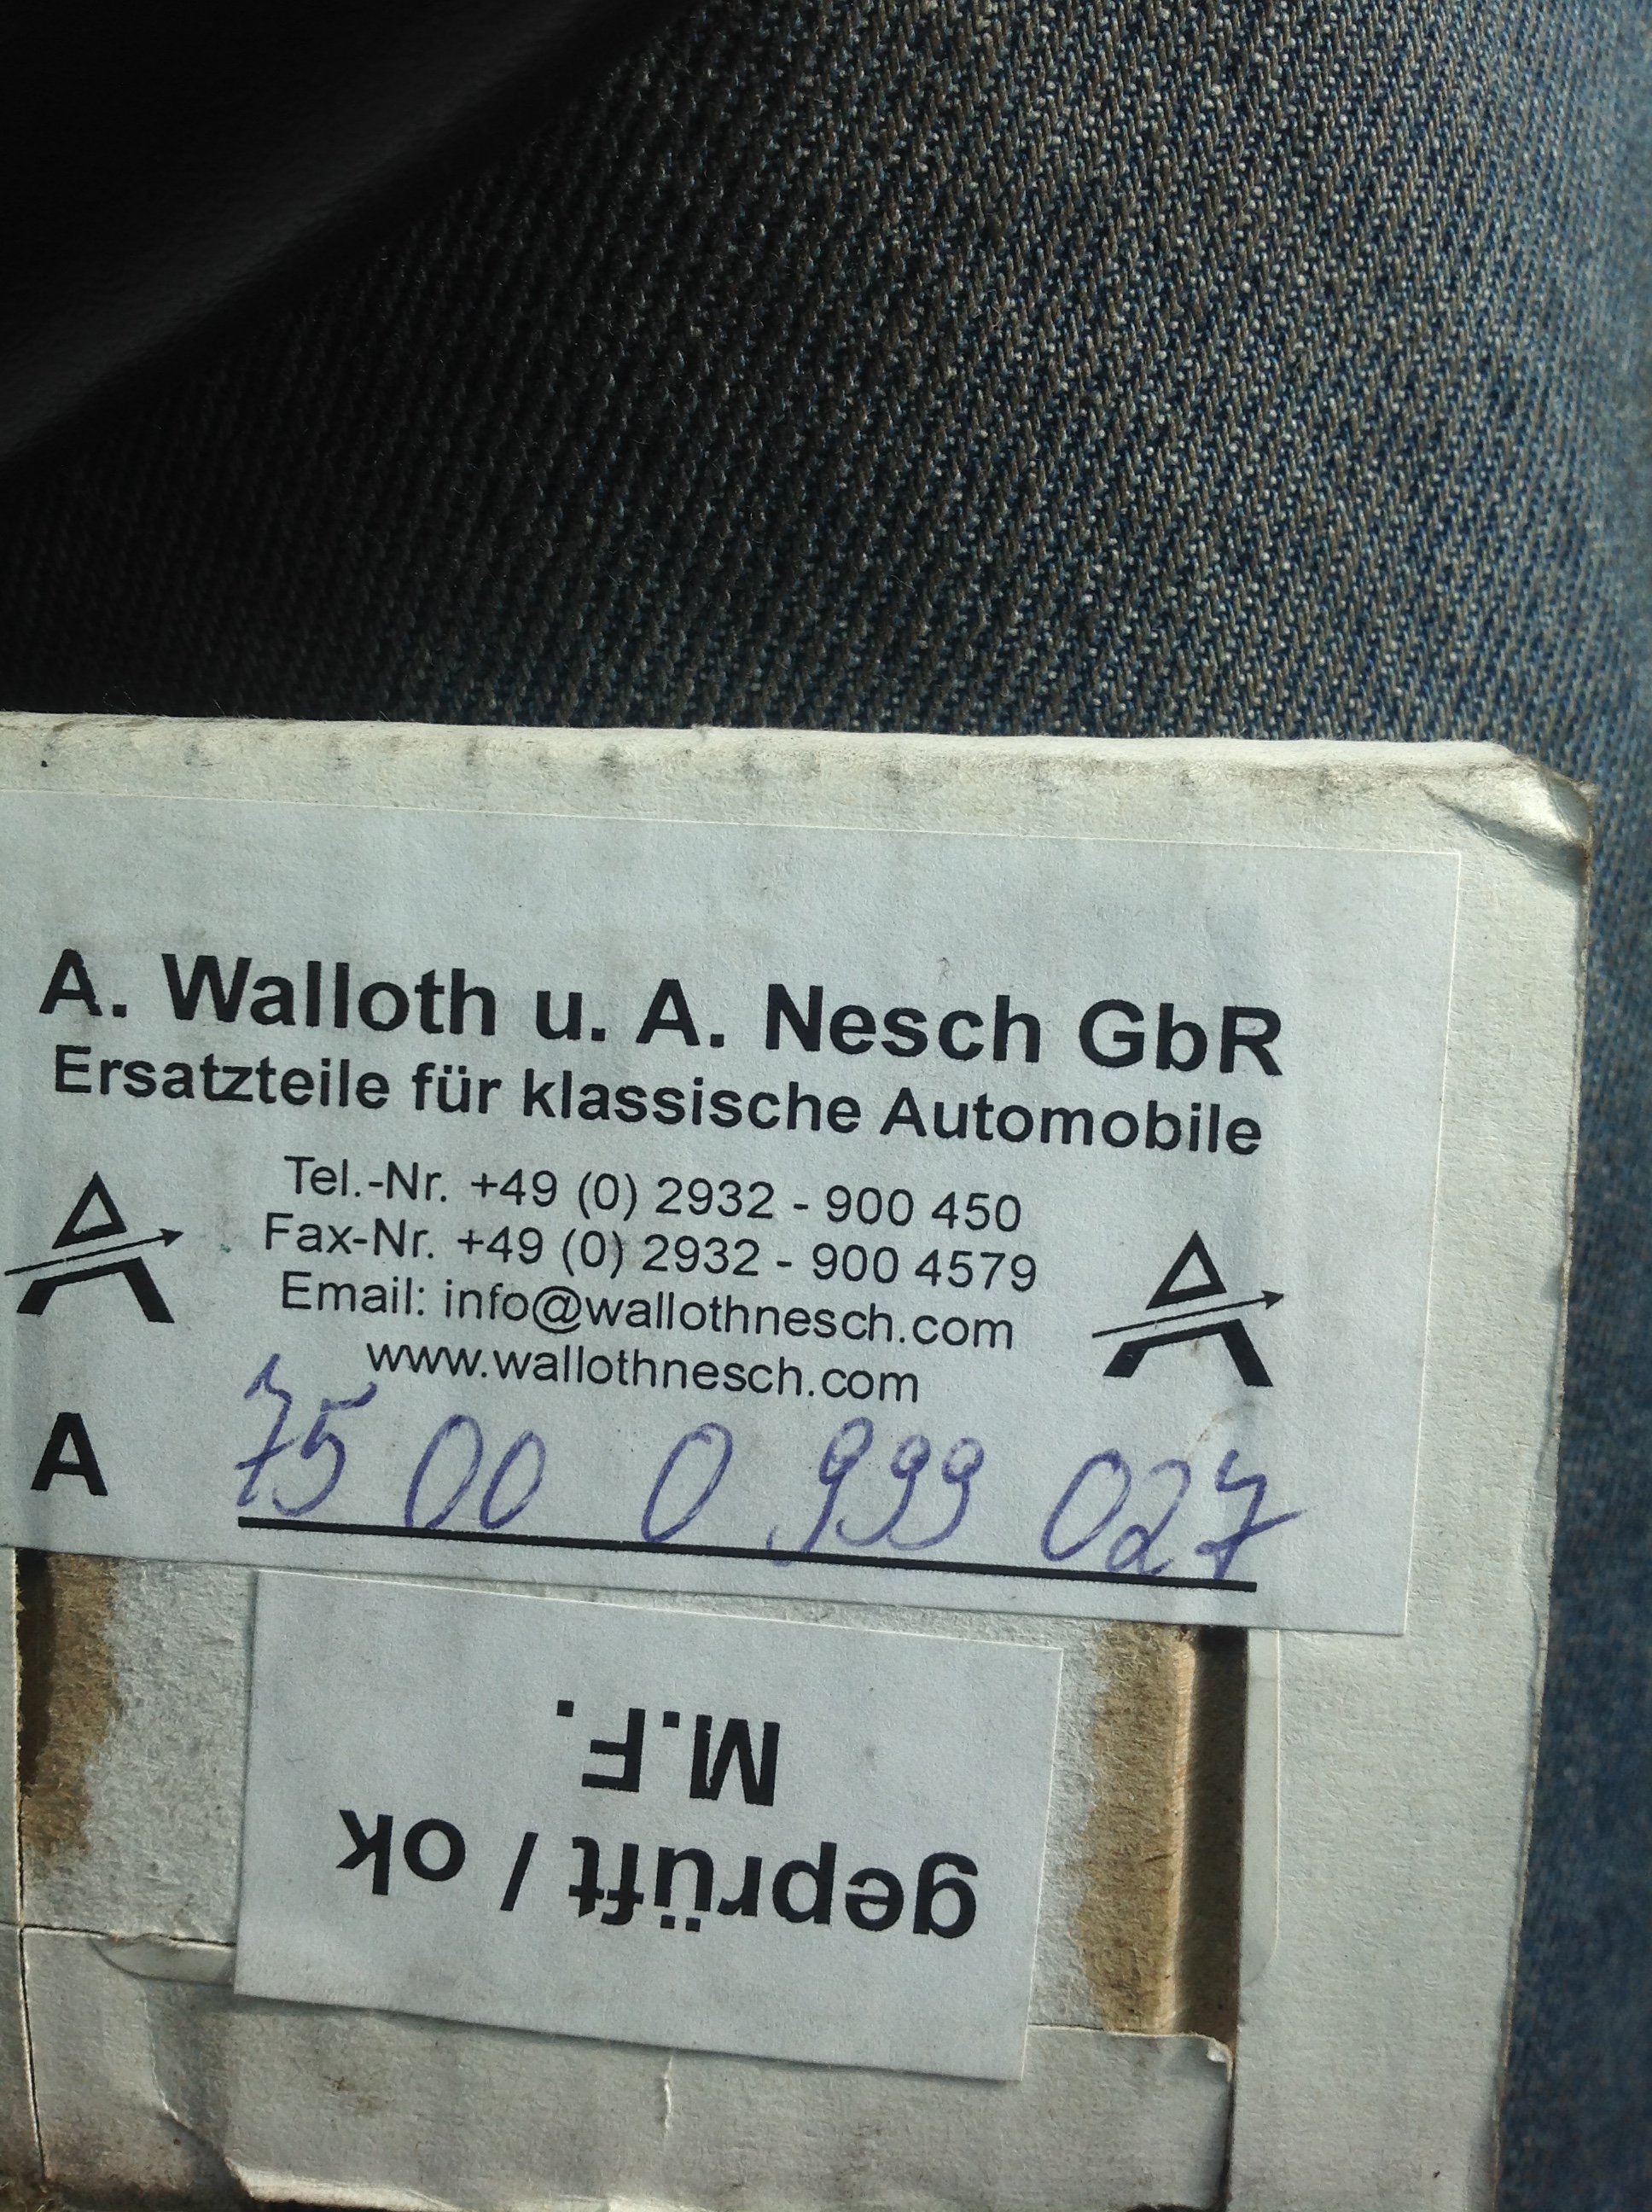 A. Walloth u. A. Nesch GbR
Ersatzteile für klassische Automobile
Tel.-Nr. +49 (0) 2932 - 900 450
Fax-Nr. +49 (0) 2932 - 900 4579
Email: info@wallothnesch.com
www.wallothnesch.com
A 75 00 0 999 027
geprüft / ok
M.F.